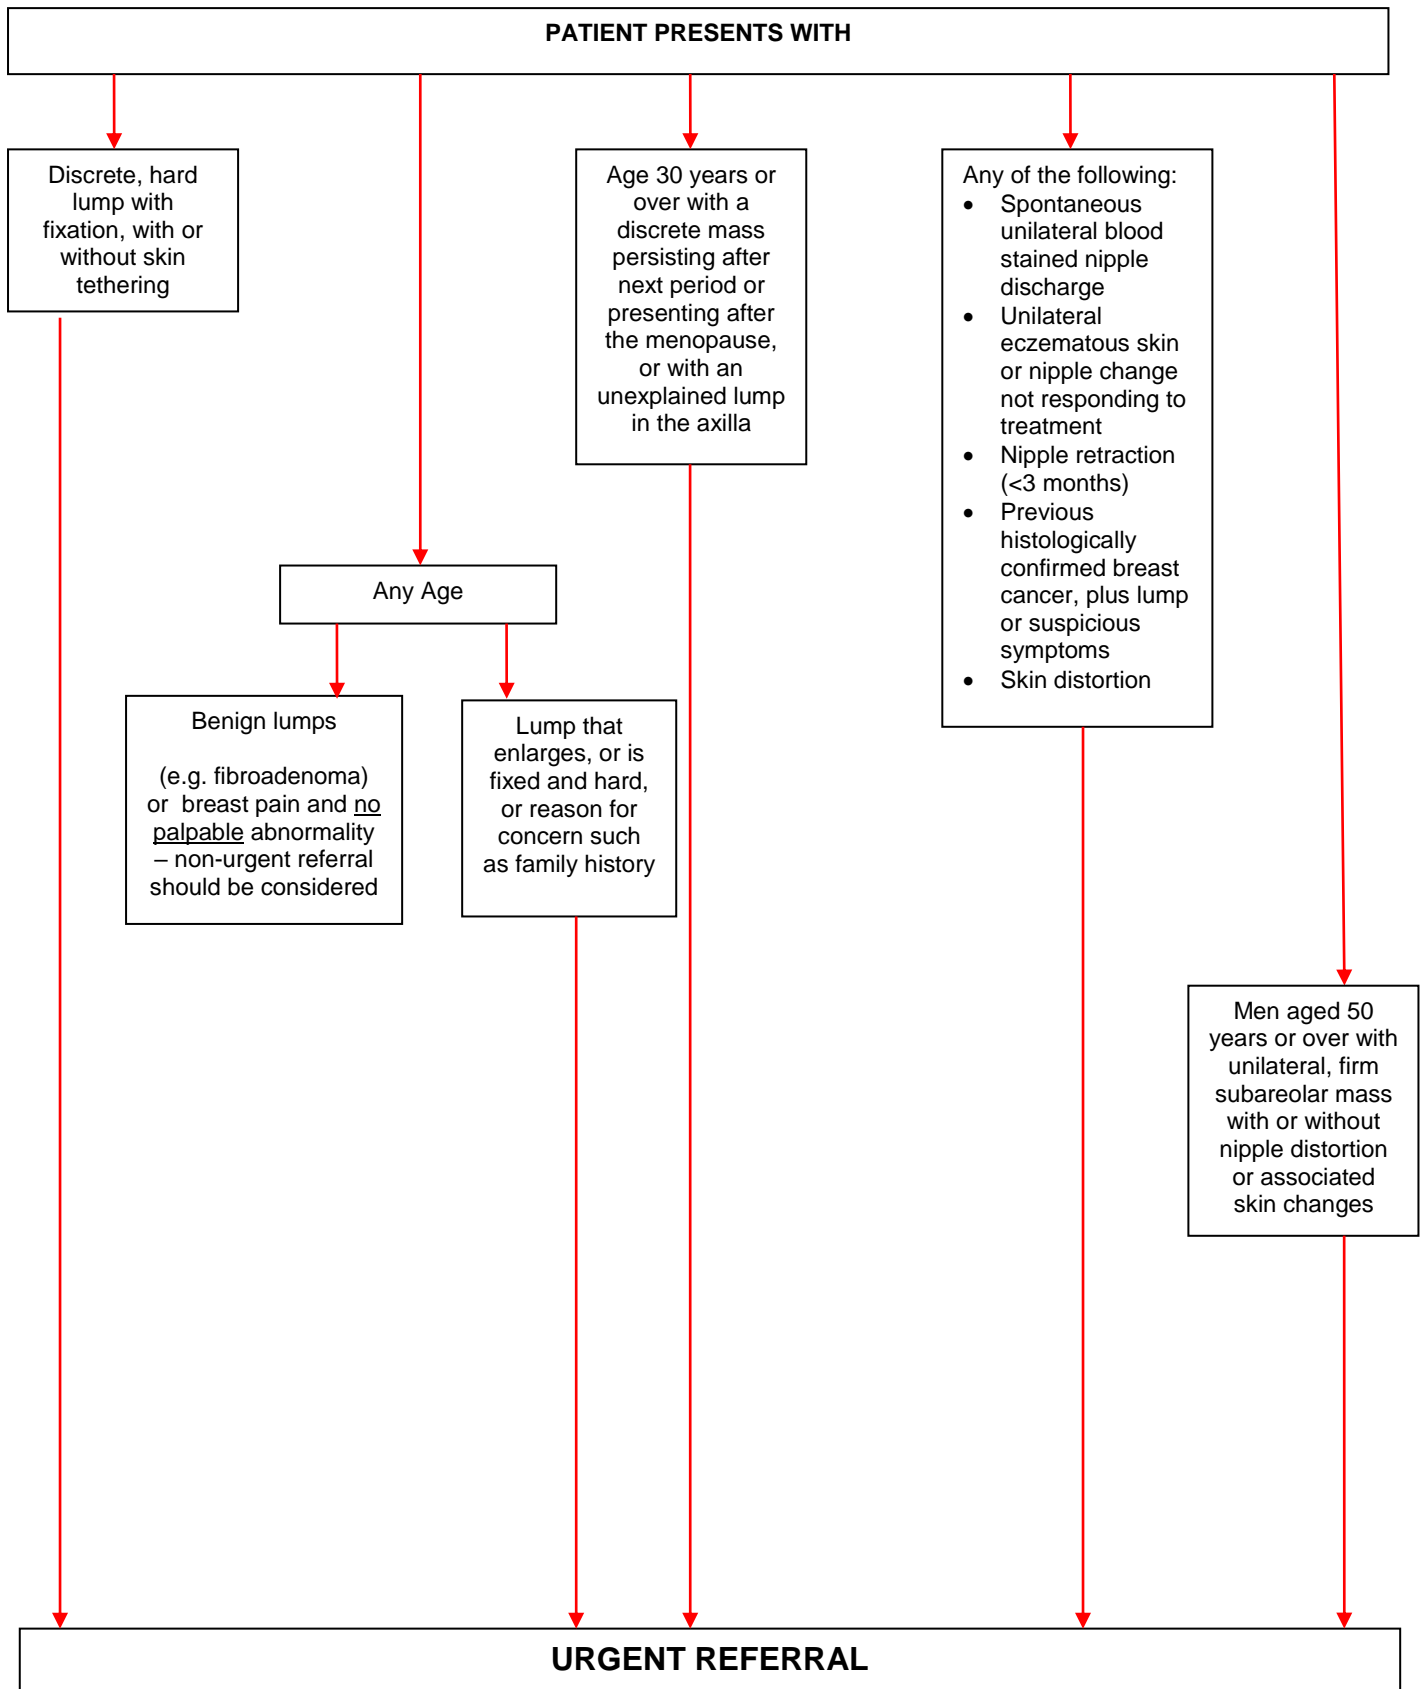 PATIENT PRESENTS WITH
Discrete, hard
lump with
fixation, with or
without skin
tethering
Age 30 years or
over with a
discrete mass
persisting after
next period or
presenting after
the menopause,
or with an
unexplained lump
in the axilla
Any of the following:
• Spontaneous
unilateral blood
stained nipple
discharge
• Unilateral
eczematous skin
or nipple change
not responding to
treatment
• Nipple retraction
(<3 months)
• Previous
histologically
confirmed breast
cancer, plus lump
or suspicious
symptoms
• Skin distortion
Any Age
Benign lumps
(e.g. fibroadenoma)
or breast pain and no
palpable abnormality
– non-urgent referral
should be considered
Lump that
enlarges, or is
fixed and hard,
or reason for
concern such
as family history
Men aged 50
years or over with
unilateral, firm
subareolar mass
with or without
nipple distortion
or associated
skin changes
URGENT REFERRAL